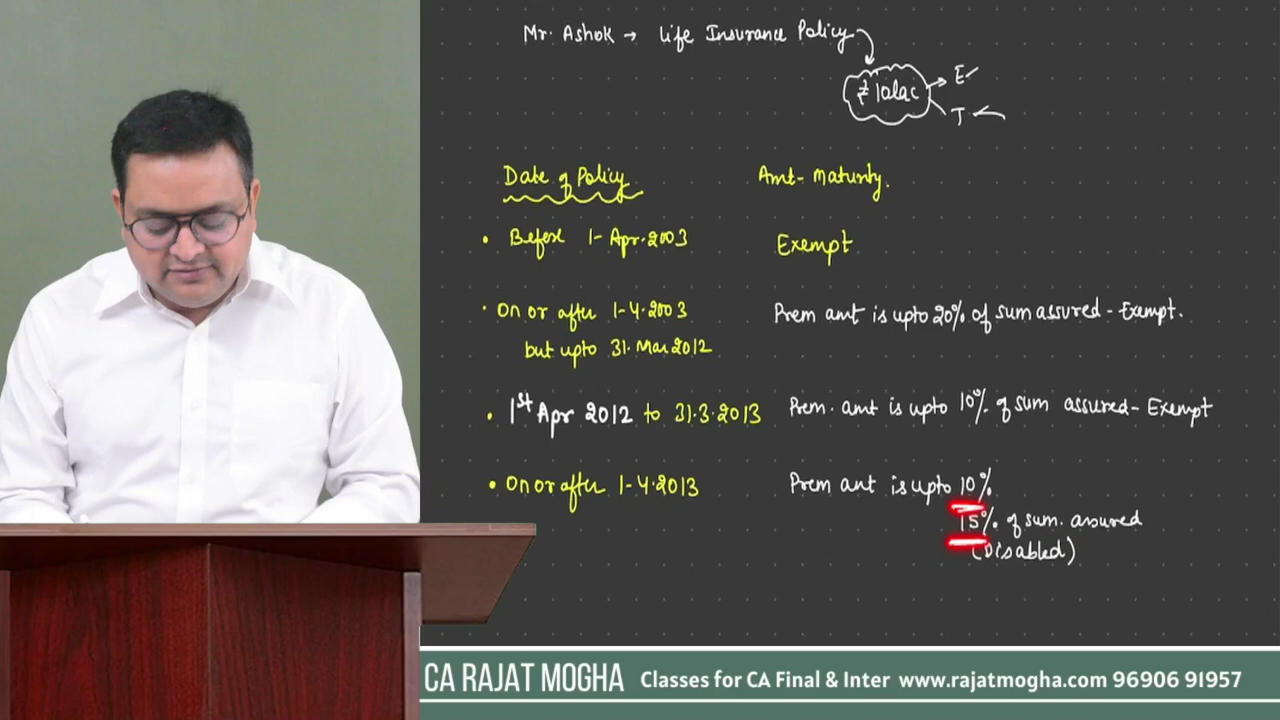 Mr. Ashok → Life Insurance Policy
₹ 10lac
E
T
Date of Policy
Amt- Maturity.
• Before 1-Apr-2003
Exempt
• On or after 1-4-2003
but upto 31.Mar 2012
Prem amt is upto 20% of sum assured - Exempt.
• 1st Apr 2012 to 31.3.2013
Prem. amt is upto 10% of sum assured - Exempt
• On or after 1-4-2013
Prem amt is upto 10%
15% of sum. assured
(Disabled)
CA RAJAT MOGHA Classes for CA Final & Inter www.rajatmogha.com 96906 91957